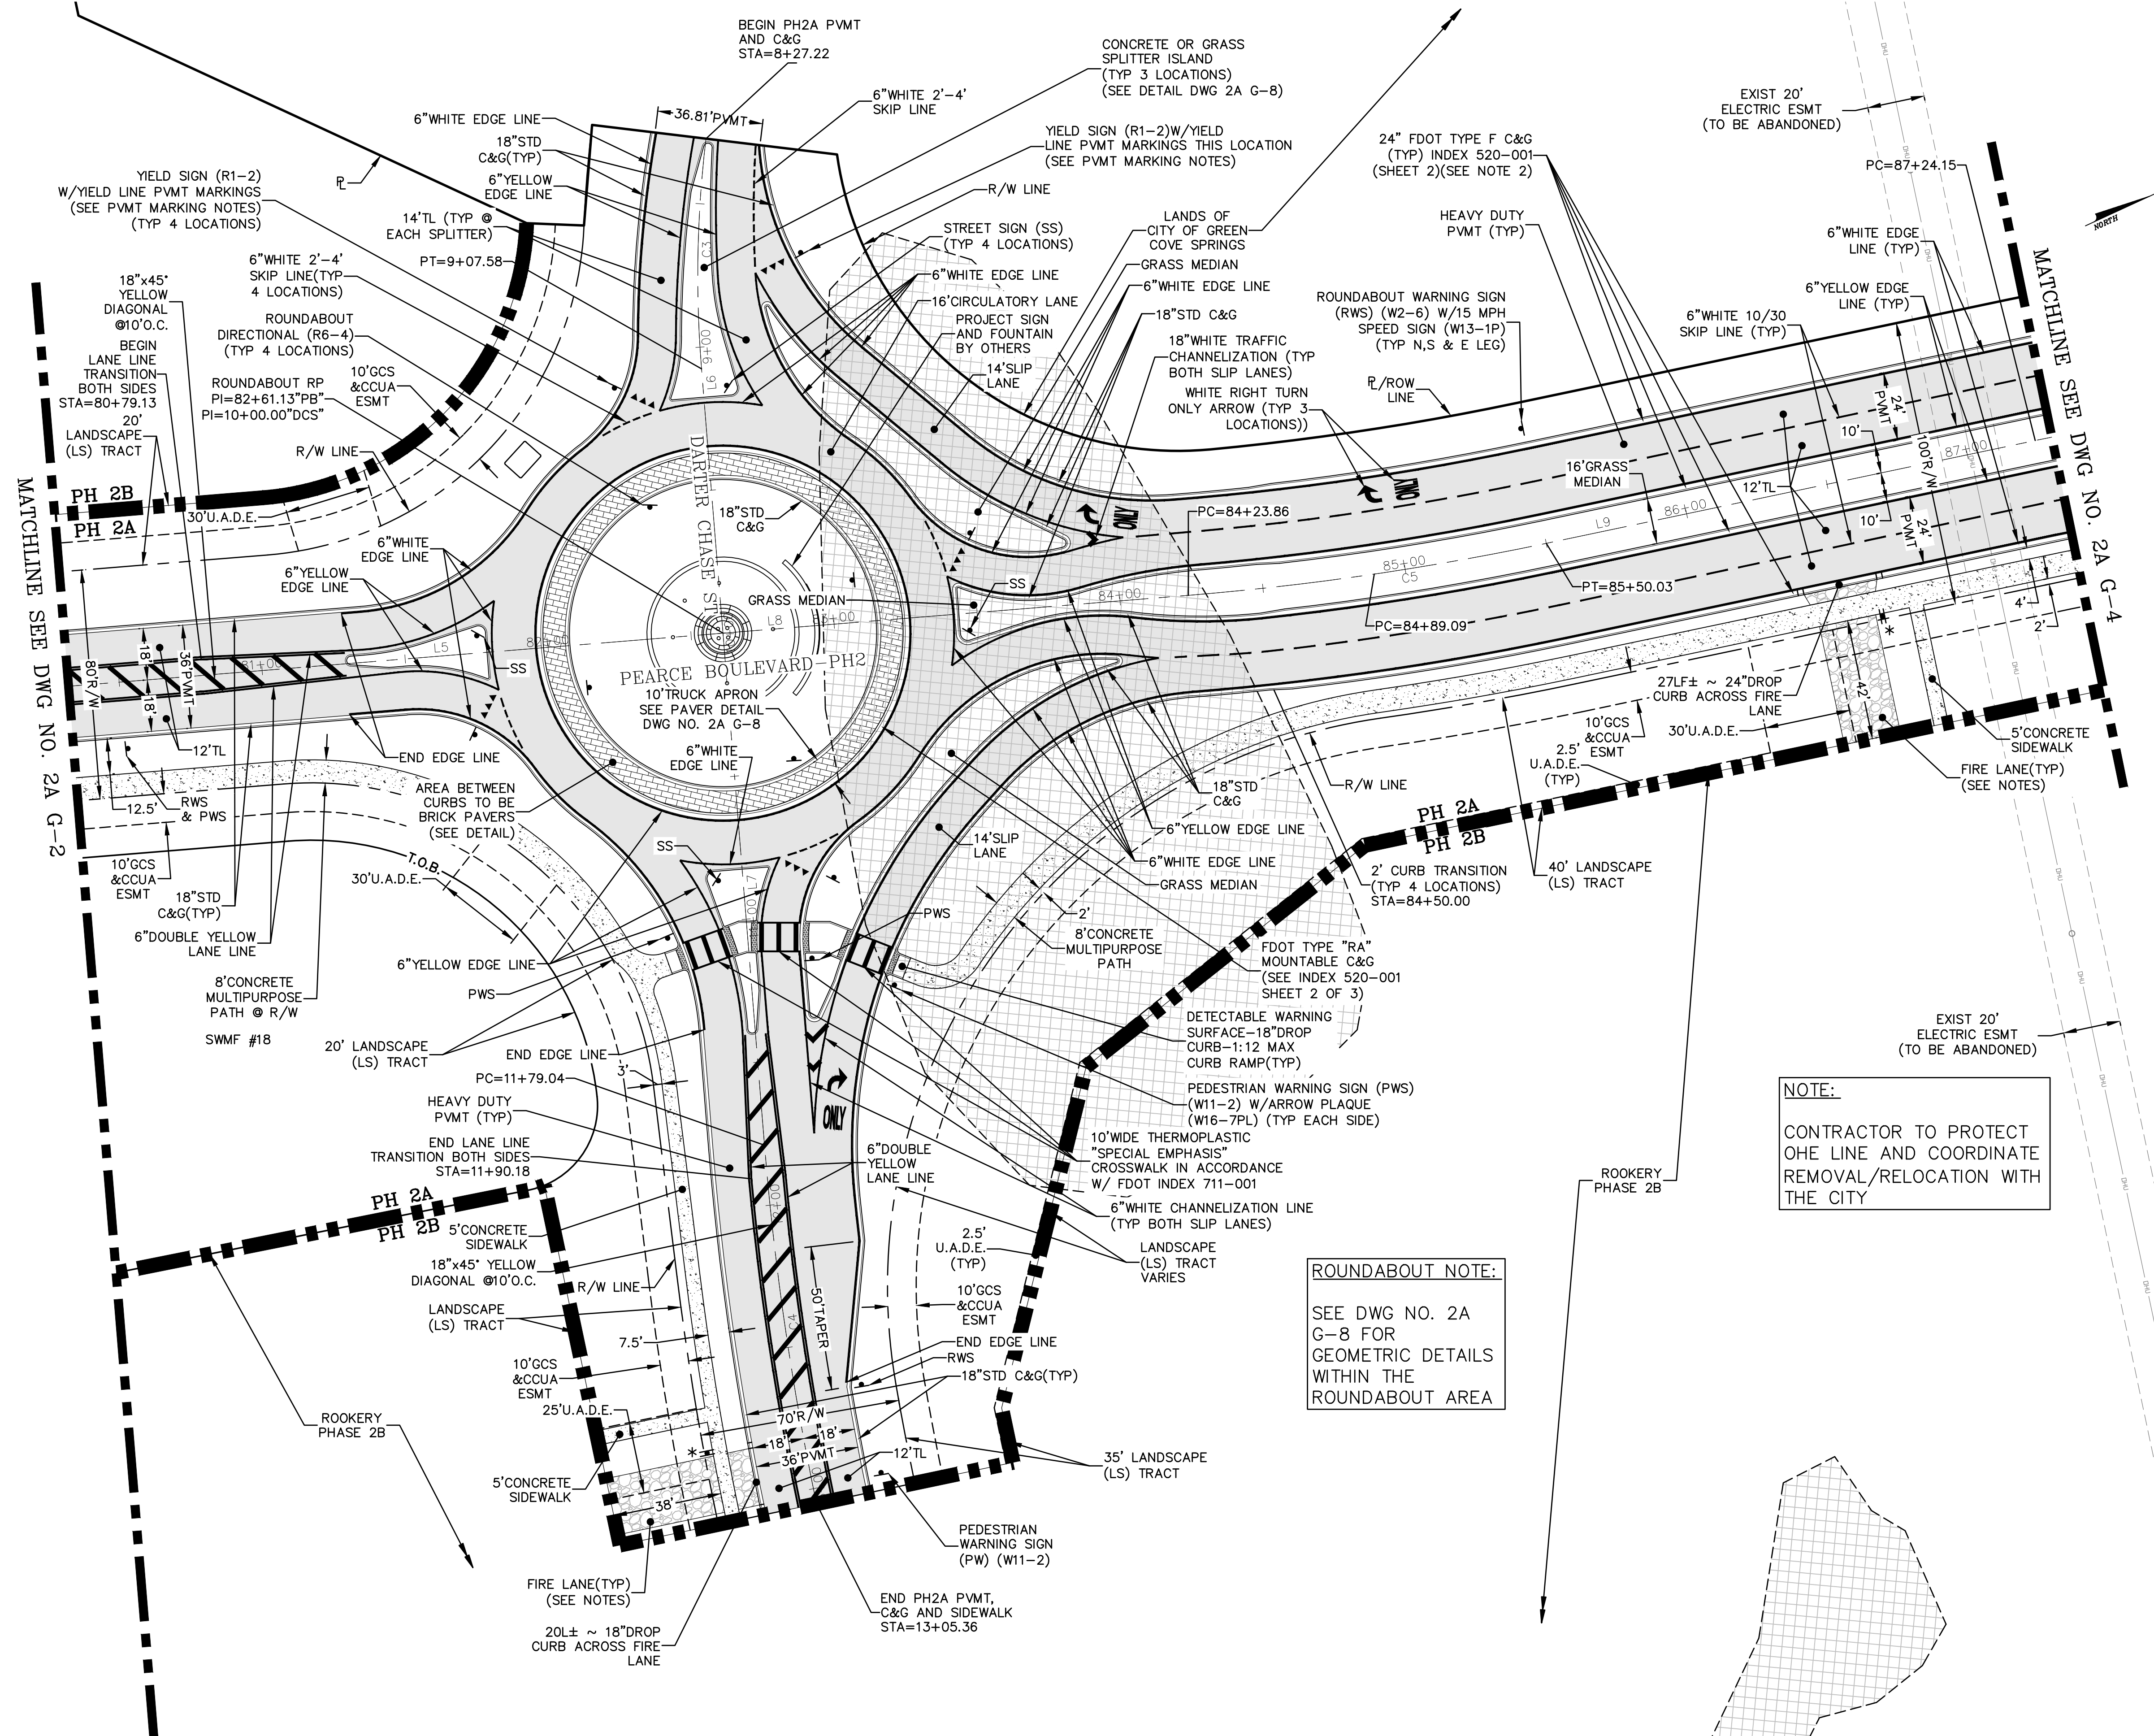 BEGIN PH2A PVMT
AND C&G
STA=8+27.22
CONCRETE OR GRASS
SPLITTER ISLAND
(TYP 3 LOCATIONS)
(SEE DETAIL DWG 2A G-8)
6"WHITE 2'-4'
SKIP LINE
36.81'PVMT
6"WHITE EDGE LINE
18"STD
C&G(TYP)
6"YELLOW
EDGE LINE
YIELD SIGN (R1-2)W/YIELD
LINE PVMT MARKINGS THIS LOCATION
(SEE PVMT MARKING NOTES)
R/W LINE
24" FDOT TYPE F C&G
(TYP) INDEX 520-001
(SHEET 2)(SEE NOTE 2)
EXIST 20'
ELECTRIC ESMT
(TO BE ABANDONED)
PC=87+24.15
NORTH
YIELD SIGN (R1-2)
W/YIELD LINE PVMT MARKINGS
(SEE PVMT MARKING NOTES)
(TYP 4 LOCATIONS)
PL
14'TL (TYP @
EACH SPLITTER)
PT=9+07.58
STREET SIGN (SS)
(TYP 4 LOCATIONS)
LANDS OF
CITY OF GREEN
COVE SPRINGS
HEAVY DUTY
PVMT (TYP)
6"WHITE EDGE
LINE (TYP)
6"WHITE 2'-4'
SKIP LINE(TYP
4 LOCATIONS)
18"x45°
YELLOW
DIAGONAL
@10'O.C.
GRASS MEDIAN
6"WHITE EDGE LINE
6"WHITE EDGE LINE
16'CIRCULATORY LANE
PROJECT SIGN
AND FOUNTAIN
BY OTHERS
18"STD C&G
ROUNDABOUT WARNING SIGN
(RWS) (W2-6) W/15 MPH
SPEED SIGN (W13-1P)
(TYP N,S & E LEG)
6"WHITE 10/30
SKIP LINE (TYP)
6"YELLOW EDGE
LINE (TYP)
ROUNDABOUT
DIRECTIONAL (R6-4)
(TYP 4 LOCATIONS)
BEGIN
LANE LINE
TRANSITION
BOTH SIDES
STA=80+79.13
ROUNDABOUT RP
PI=82+61.13"PB"
PI=10+00.00"DCS"
10'GCS
&CCUA
ESMT
18"WHITE TRAFFIC
CHANNELIZATION (TYP
BOTH SLIP LANES)
WHITE RIGHT TURN
ONLY ARROW (TYP 3
LOCATIONS))
14'SLIP
LANE
PL/ROW
LINE
24'
PVMT
10'
100'R/W
87+00
20'
LANDSCAPE
(LS) TRACT
R/W LINE
C3
9+00
L6
DARTER CHASE ST
MATCHLINE SEE DWG NO. 2A G-2
MATCHLINE SEE DWG NO. 2A G-4
PH 2B
PH 2A
30'U.A.D.E.
18"STD
C&G
ONLY
ONLY
PC=84+23.86
16'GRASS
MEDIAN
L9
86+00
12'TL
10'
24'
PVMT
6"WHITE
EDGE LINE
6"YELLOW
EDGE LINE
SS
GRASS MEDIAN
84+00
85+00
C5
PT=85+50.03
PC=84+89.09
4'
2'
80'R/W
18'
36'PVMT
18'
81+00
L5
SS
82+00
L8
83+00
PEARCE BOULEVARD-PH2
10'TRUCK APRON
SEE PAVER DETAIL
DWG NO. 2A G-8
27LF± ~ 24"DROP
CURB ACROSS FIRE
LANE
42'
12'TL
END EDGE LINE
6"WHITE
EDGE LINE
10'GCS
&CCUA
ESMT
30'U.A.D.E.
2.5'
U.A.D.E.
(TYP)
5'CONCRETE
SIDEWALK
FIRE LANE(TYP)
(SEE NOTES)
12.5'
RWS
& PWS
AREA BETWEEN
CURBS TO BE
BRICK PAVERS
(SEE DETAIL)
18"STD
C&G
R/W LINE
PH 2A
PH 2B
6"YELLOW EDGE LINE
14'SLIP
LANE
6"WHITE EDGE LINE
GRASS MEDIAN
SS
T.O.B.
30'U.A.D.E.
10'GCS
&CCUA
ESMT
18"STD
C&G(TYP)
2' CURB TRANSITION
(TYP 4 LOCATIONS)
STA=84+50.00
40' LANDSCAPE
(LS) TRACT
6"DOUBLE YELLOW
LANE LINE
PWS
2'
8'CONCRETE
MULTIPURPOSE
PATH
FDOT TYPE "RA"
MOUNTABLE C&G
(SEE INDEX 520-001
SHEET 2 OF 3)
6"YELLOW EDGE LINE
PWS
8'CONCRETE
MULTIPURPOSE
PATH @ R/W
SWMF #18
DETECTABLE WARNING
SURFACE-18"DROP
CURB-1:12 MAX
CURB RAMP(TYP)
EXIST 20'
ELECTRIC ESMT
(TO BE ABANDONED)
20' LANDSCAPE
(LS) TRACT
END EDGE LINE
3'
PC=11+79.04
HEAVY DUTY
PVMT (TYP)
ONLY
PEDESTRIAN WARNING SIGN (PWS)
(W11-2) W/ARROW PLAQUE
(W16-7PL) (TYP EACH SIDE)
NOTE:
CONTRACTOR TO PROTECT
OHE LINE AND COORDINATE
REMOVAL/RELOCATION WITH
THE CITY
END LANE LINE
TRANSITION BOTH SIDES
STA=11+90.18
10'WIDE THERMOPLASTIC
"SPECIAL EMPHASIS"
CROSSWALK IN ACCORDANCE
W/ FDOT INDEX 711-001
6"DOUBLE
YELLOW
LANE LINE
ROOKERY
PHASE 2B
PH 2A
PH 2B
6"WHITE CHANNELIZATION LINE
(TYP BOTH SLIP LANES)
5'CONCRETE
SIDEWALK
2.5'
U.A.D.E.
(TYP)
LANDSCAPE
(LS) TRACT
VARIES
18"x45° YELLOW
DIAGONAL @10'O.C.
R/W LINE
ROUNDABOUT NOTE:
SEE DWG NO. 2A
G-8 FOR
GEOMETRIC DETAILS
WITHIN THE
ROUNDABOUT AREA
LANDSCAPE
(LS) TRACT
50'TAPER
10'GCS
&CCUA
ESMT
7.5'
END EDGE LINE
RWS
18"STD C&G(TYP)
10'GCS
&CCUA
ESMT
25'U.A.D.E.
ROOKERY
PHASE 2B
70'R/W
18'
18'
36'PVMT
12'TL
35' LANDSCAPE
(LS) TRACT
5'CONCRETE
SIDEWALK
38'
PEDESTRIAN
WARNING SIGN
(PW) (W11-2)
FIRE LANE(TYP)
(SEE NOTES)
END PH2A PVMT,
C&G AND SIDEWALK
STA=13+05.36
20L± ~ 18"DROP
CURB ACROSS FIRE
LANE